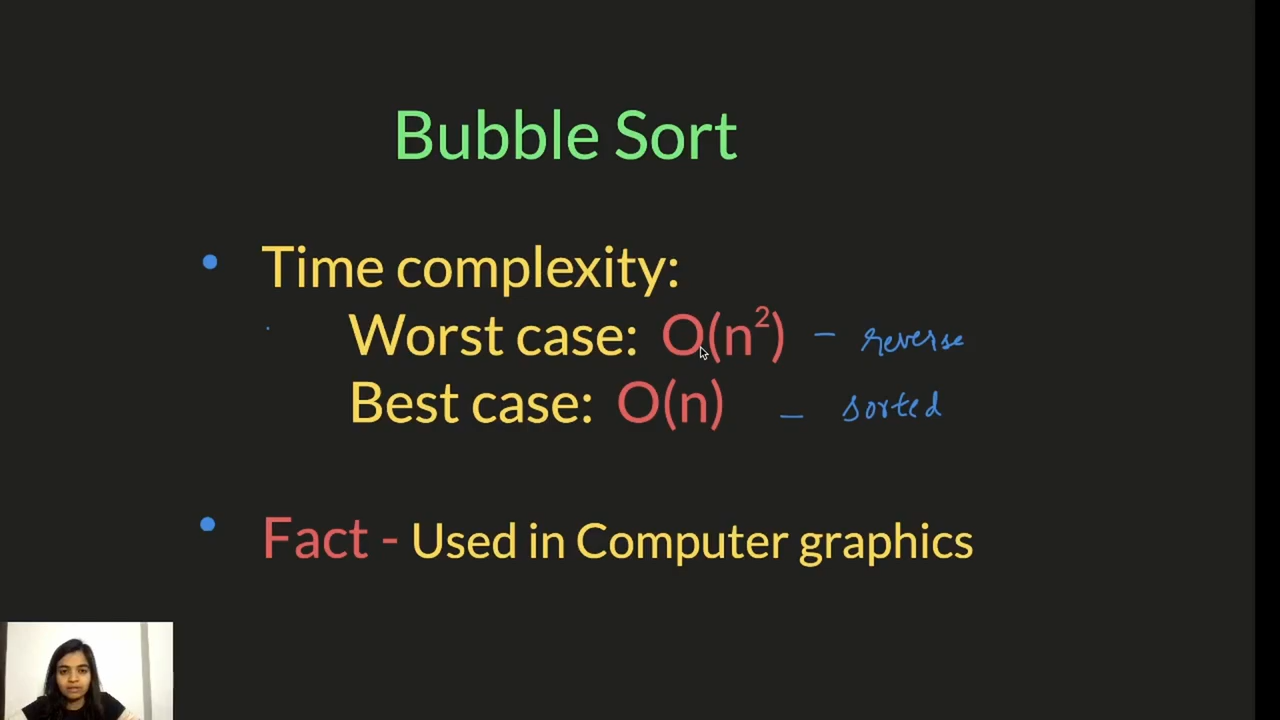 Bubble Sort
• Time complexity:
Worst case: O(n²) – reverse
Best case: O(n) – sorted
• Fact - Used in Computer graphics